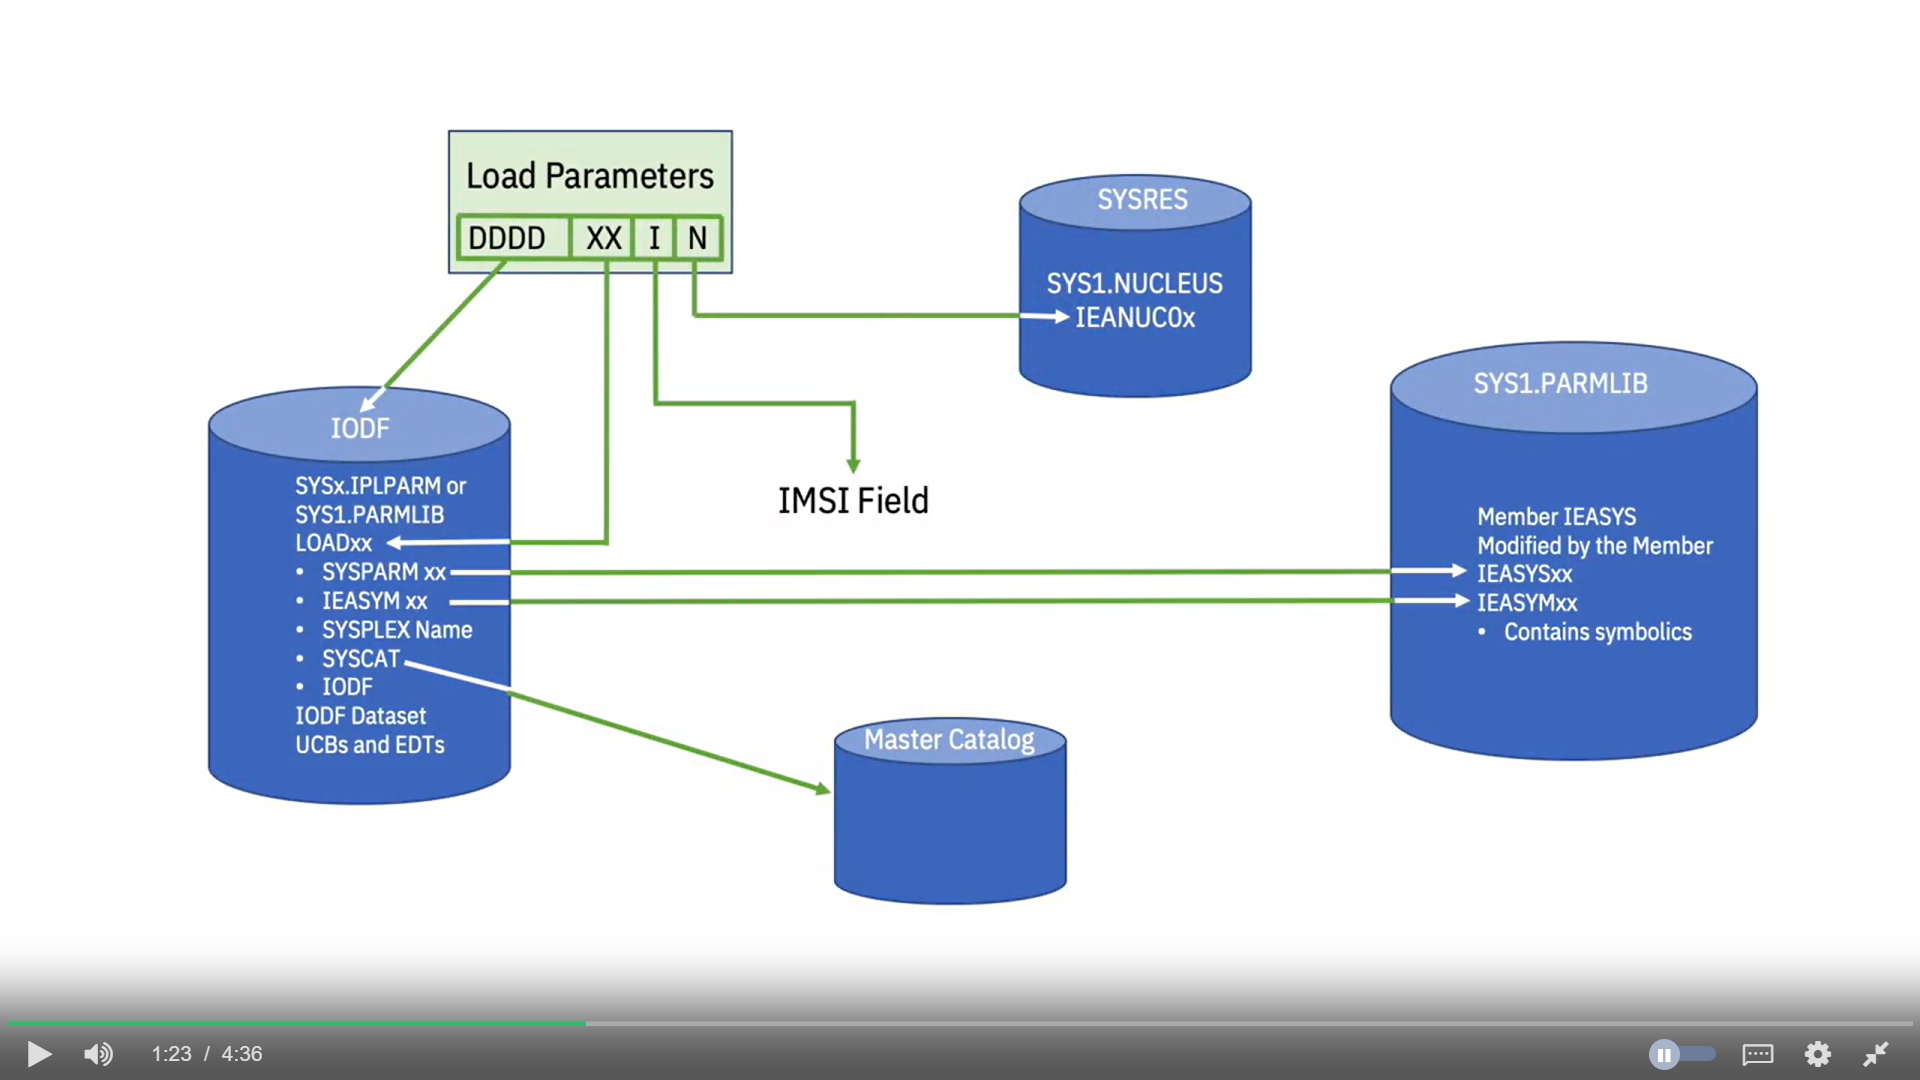 Load Parameters
DDDD XX I N
SYSRES
SYS1.NUCLEUS
IEANUC0x
SYS1.PARMLIB
Member IEASYS
Modified by the Member
IEASYSxx
IEASYMxx
• Contains symbolics
IODF
SYSx.IPLPARM or
SYS1.PARMLIB
LOADxx
• SYSPARM xx
• IEASYM xx
• SYSPLEX Name
• SYSCAT
• IODF
IODF Dataset
UCBs and EDTs
IMSI Field
Master Catalog
1:23 / 4:36